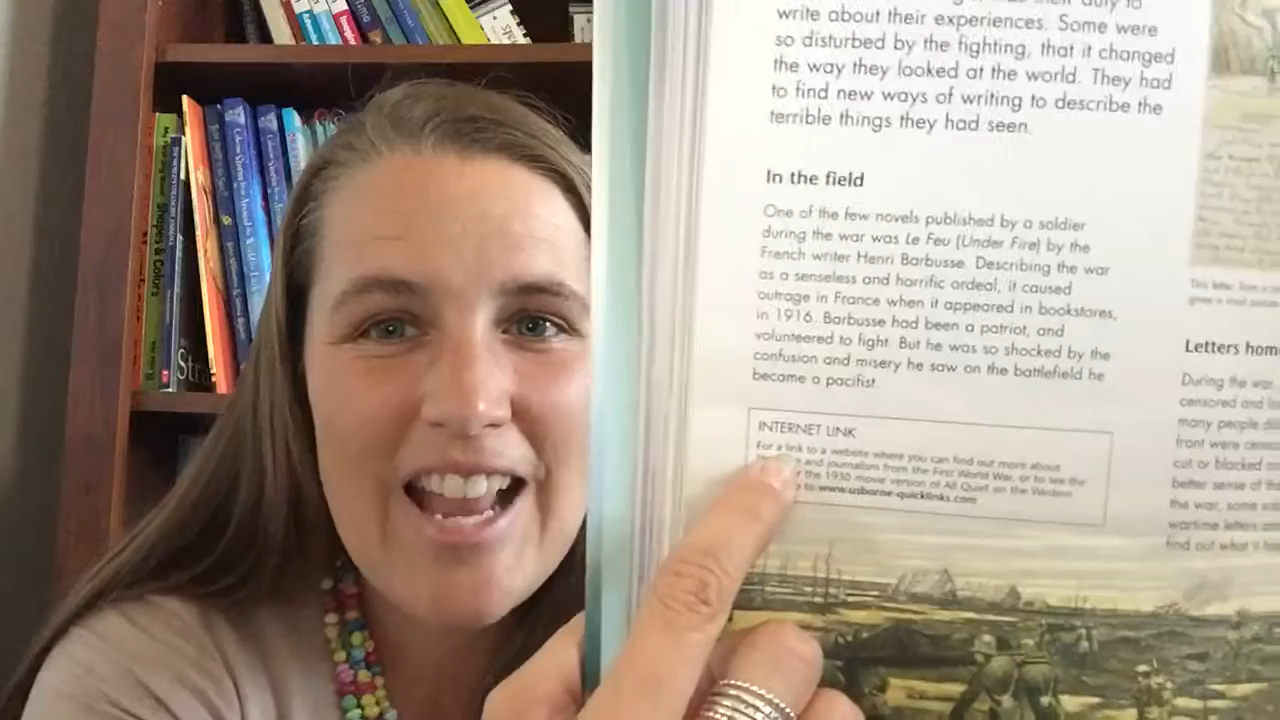 write about their experiences. Some were
so disturbed by the fighting, that it changed
the way they looked at the world. They had
to find new ways of writing to describe the
terrible things they had seen.
In the field
One of the few novels published by a soldier
during the war was Le Feu (Under Fire) by the
French writer Henri Barbusse. Describing the war
as a senseless and horrific ordeal, it caused
outrage in France when it appeared in bookstores,
in 1916. Barbusse had been a patriot, and
volunteered to fight. But he was so shocked by the
confusion and misery he saw on the battlefield he
became a pacifist.
INTERNET LINK
For a link to a website where you can find out more about
and journalism from the First World War, or to see the
the 1930 movie version of All Quiet on the Western
to www.usborne-quicklinks.com
Letters hom
During the war,
censored and
many people
front were
cut or blacked
better sense of
the war, some
wartime letters
find out what
Shapes & Colors
Stra